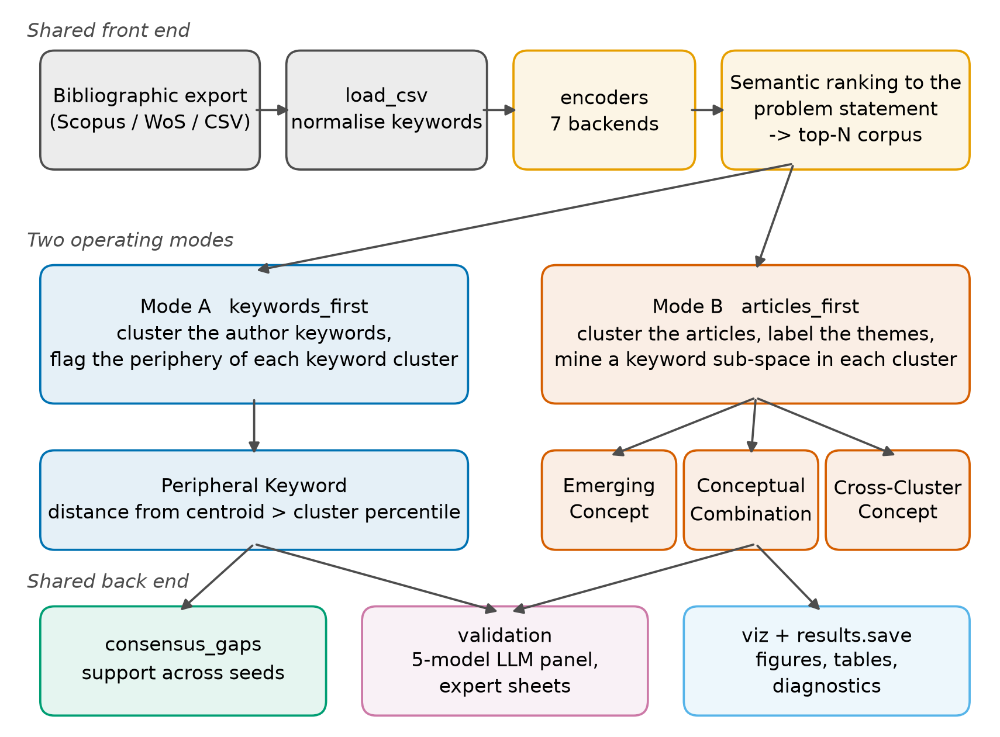 Shared front end
Bibliographic export
(Scopus / WoS / CSV)
load_csv
normalise keywords
encoders
7 backends
Semantic ranking to the
problem statement
-> top-N corpus
Two operating modes
Mode A   keywords_first
cluster the author keywords,
flag the periphery of each keyword cluster
Mode B   articles_first
cluster the articles, label the themes,
mine a keyword sub-space in each cluster
Peripheral Keyword
distance from centroid > cluster percentile
Emerging
Concept
Conceptual
Combination
Cross-Cluster
Concept
Shared back end
consensus_gaps
support across seeds
validation
5-model LLM panel,
expert sheets
viz + results.save
figures, tables,
diagnostics